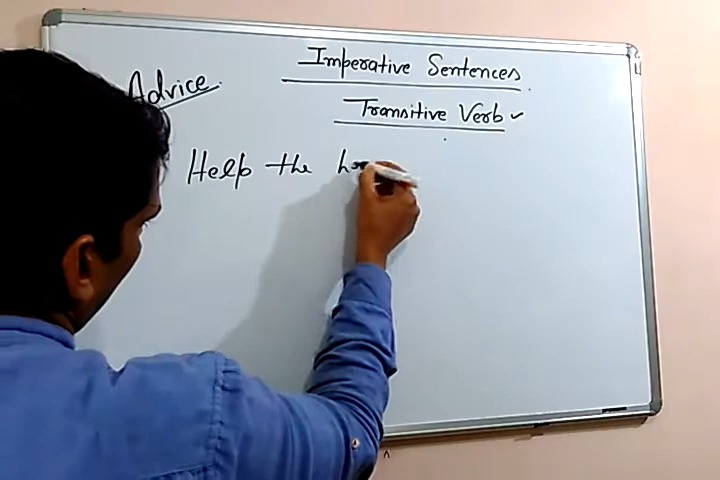 Imperative Sentences
Advice.
Transitive Verb ✓
Help the